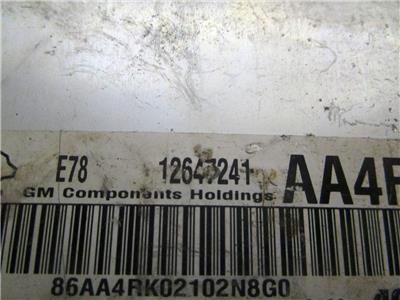 E78 12647241 AA4F
GM Components Holdings
86AA4RK02102N8G0